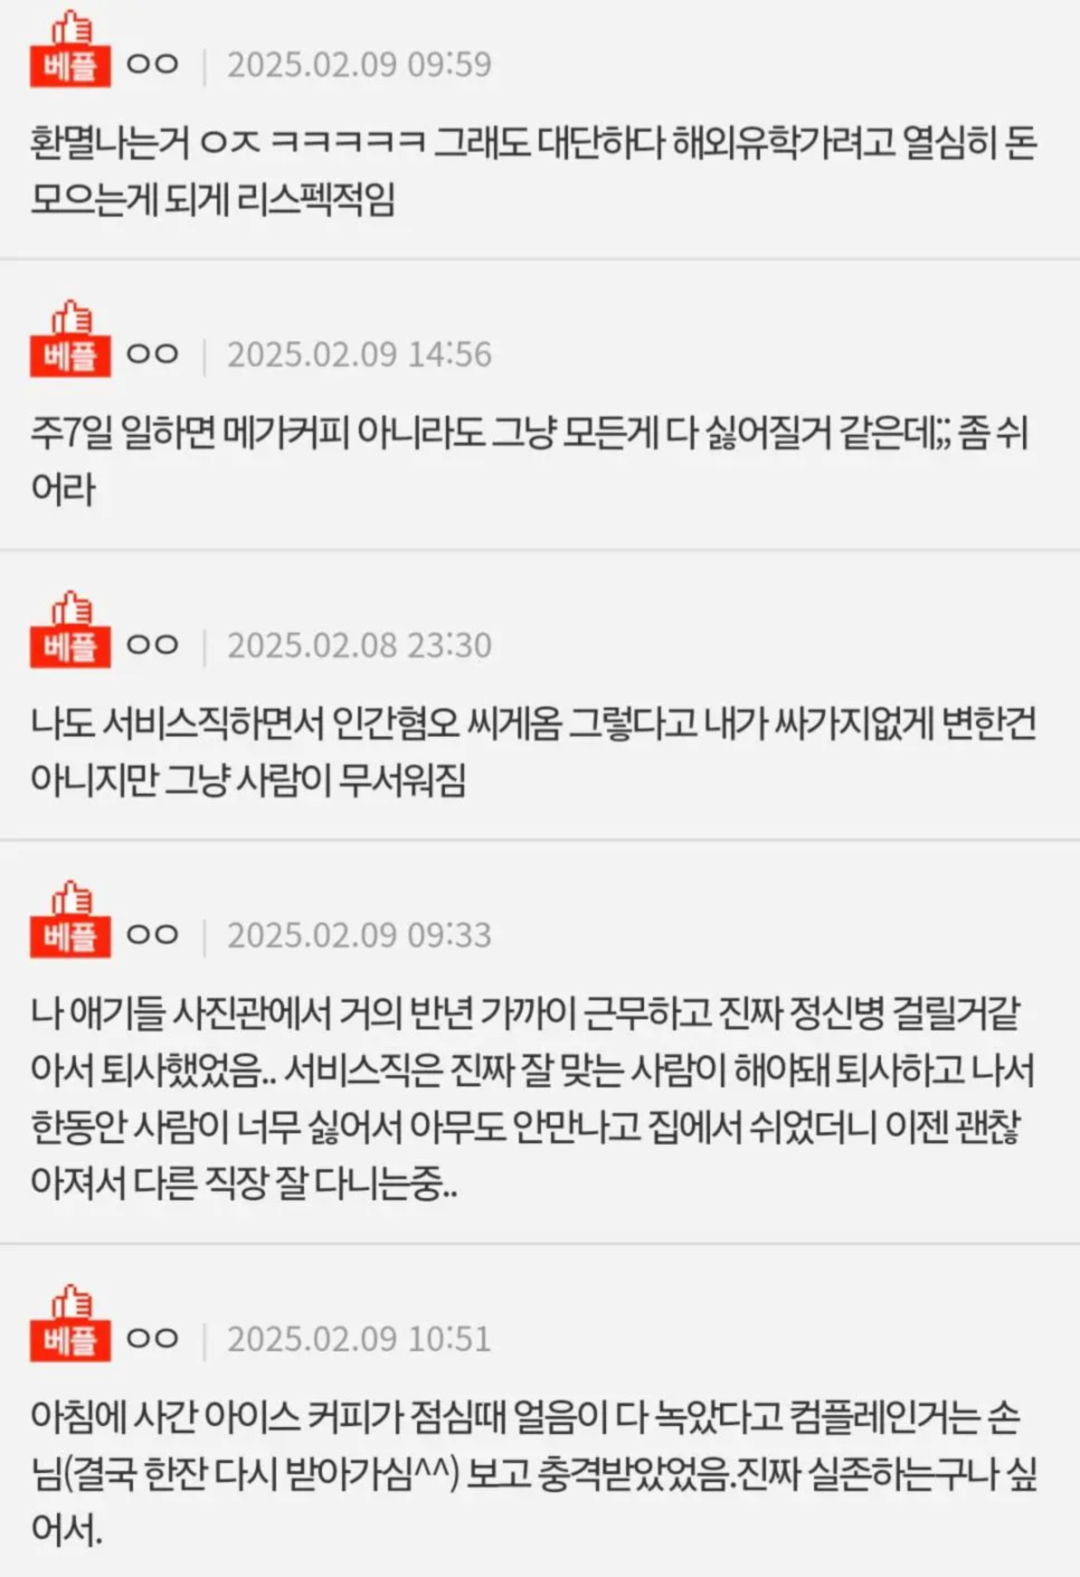 베플 ㅇㅇ | 2025.02.09 09:59
환멸나는거 ㅇㅈ ㅋㅋㅋㅋㅋ 그래도 대단하다 해외유학가려고 열심히 돈
모으는게 되게 리스펙적임
베플 ㅇㅇ | 2025.02.09 14:56
주7일 일하면 메가커피 아니라도 그냥 모든게 다 싫어질거 같은데;; 좀 쉬
어라
베플 ㅇㅇ | 2025.02.08 23:30
나도 서비스직하면서 인간혐오 씨게옴 그렇다고 내가 싸가지없게 변한건
아니지만 그냥 사람이 무서워짐
베플 ㅇㅇ | 2025.02.09 09:33
나 애기들 사진관에서 거의 반년 가까이 근무하고 진짜 정신병 걸릴거같
아서 퇴사했었음.. 서비스직은 진짜 잘 맞는 사람이 해야돼 퇴사하고 나서
한동안 사람이 너무 싫어서 아무도 안만나고 집에서 쉬었더니 이젠 괜찮
아져서 다른 직장 잘 다니는중..
베플 ㅇㅇ | 2025.02.09 10:51
아침에 사간 아이스 커피가 점심때 얼음이 다 녹았다고 컴플레인거는 손
님(결국 한잔 다시 받아가심^^) 보고 충격받았었음.진짜 실존하는구나 싶
어서.